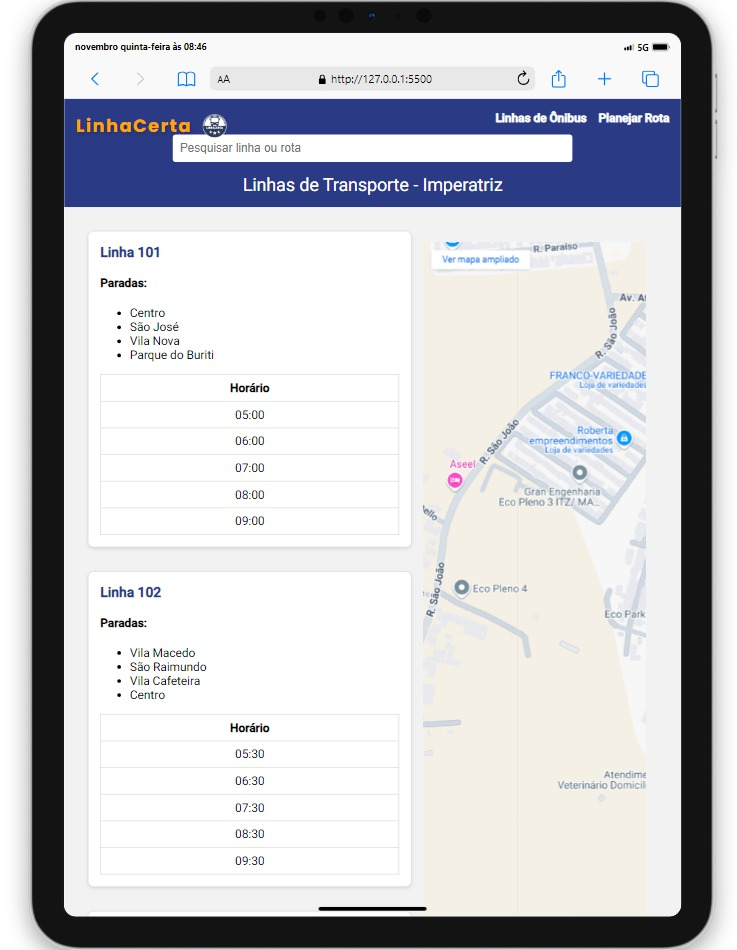 novembro quinta-feira às 08:46
5G
AA
http://127.0.0.1:5500
LinhaCerta
Linhas de Ônibus
Planejar Rota
Pesquisar linha ou rota
Linhas de Transporte - Imperatriz
Linha 101
Paradas:
Centro
São José
Vila Nova
Parque do Buriti
Horário
05:00
06:00
07:00
08:00
09:00
Linha 102
Paradas:
Vila Macedo
São Raimundo
Vila Cafeteira
Centro
Horário
05:30
06:30
07:30
08:30
09:30
R. Paraíso
Ver mapa ampliado
Av. A
R. São João
FRANCO-VARIEDADE
Loja de variedades
Roberta
empreendimentos
Loja de variedades
R. São João
Aseel
Gran Engenharia
Eco Pleno 3 ITZ/ MA...
ello
R. São João
Eco Pleno 4
Eco Park
Atendime
Veterinário Domicili